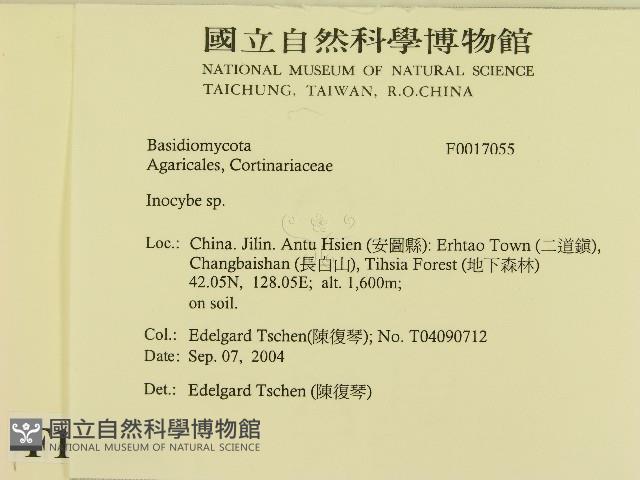 國立自然科學博物館
NATIONAL MUSEUM OF NATURAL SCIENCE
TAICHUNG, TAIWAN, R.O.CHINA
Basidiomycota F0017055
Agaricales, Cortinariaceae
Inocybe sp.
Loc.: China. Jilin. Antu Hsien (安圖縣): Erhtao Town (二道鎮),
Changbaishan (長白山), Tihsia Forest (地下森林)
42.05N, 128.05E; alt. 1,600m;
on soil.
Col.: Edelgard Tschen(陳復琴); No. T04090712
Date: Sep. 07, 2004
Det.: Edelgard Tschen (陳復琴)
國立自然科學博物館
NATIONAL MUSEUM OF NATURAL SCIENCE